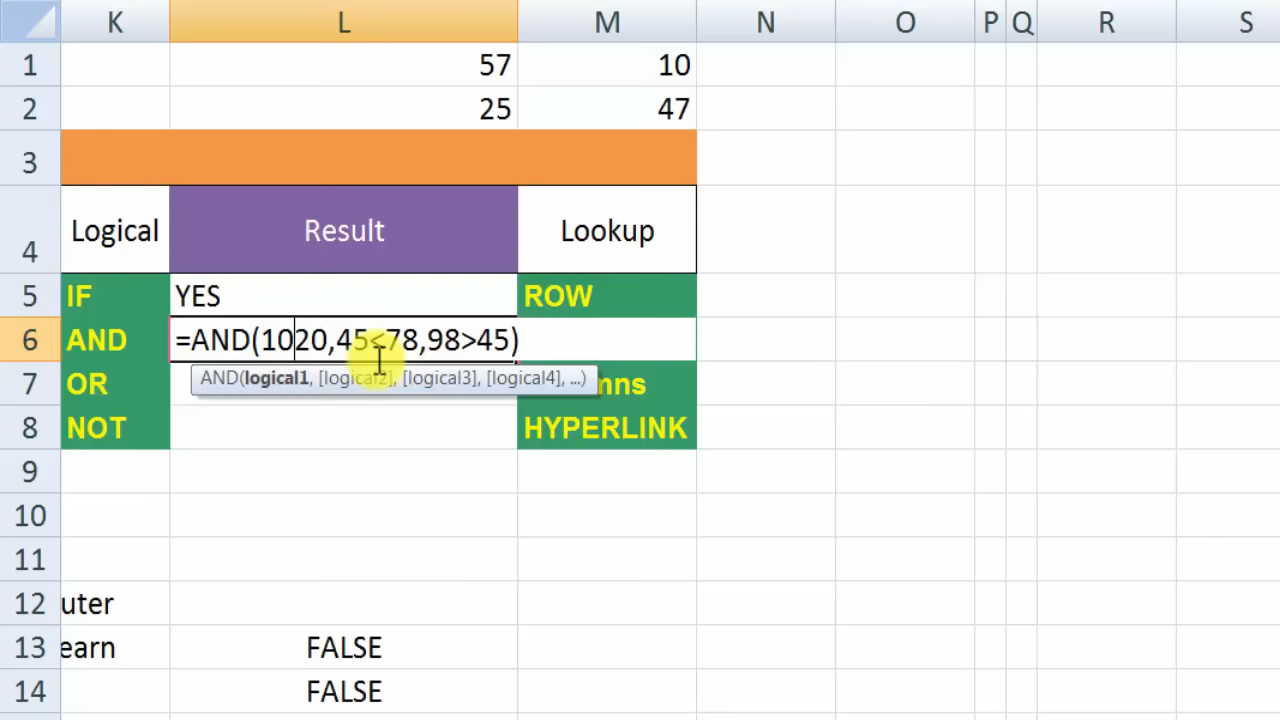 K L M N O P Q R S
1 57 10
2 25 47
3
4 Logical Result Lookup
5 IF YES ROW
6 AND =AND(1020,45<78,98>45)
AND(logical1, [logical2], [logical3], [logical4], ...)
7 OR mns
8 NOT HYPERLINK
9
10
11
12 uter
13 earn FALSE
14 FALSE